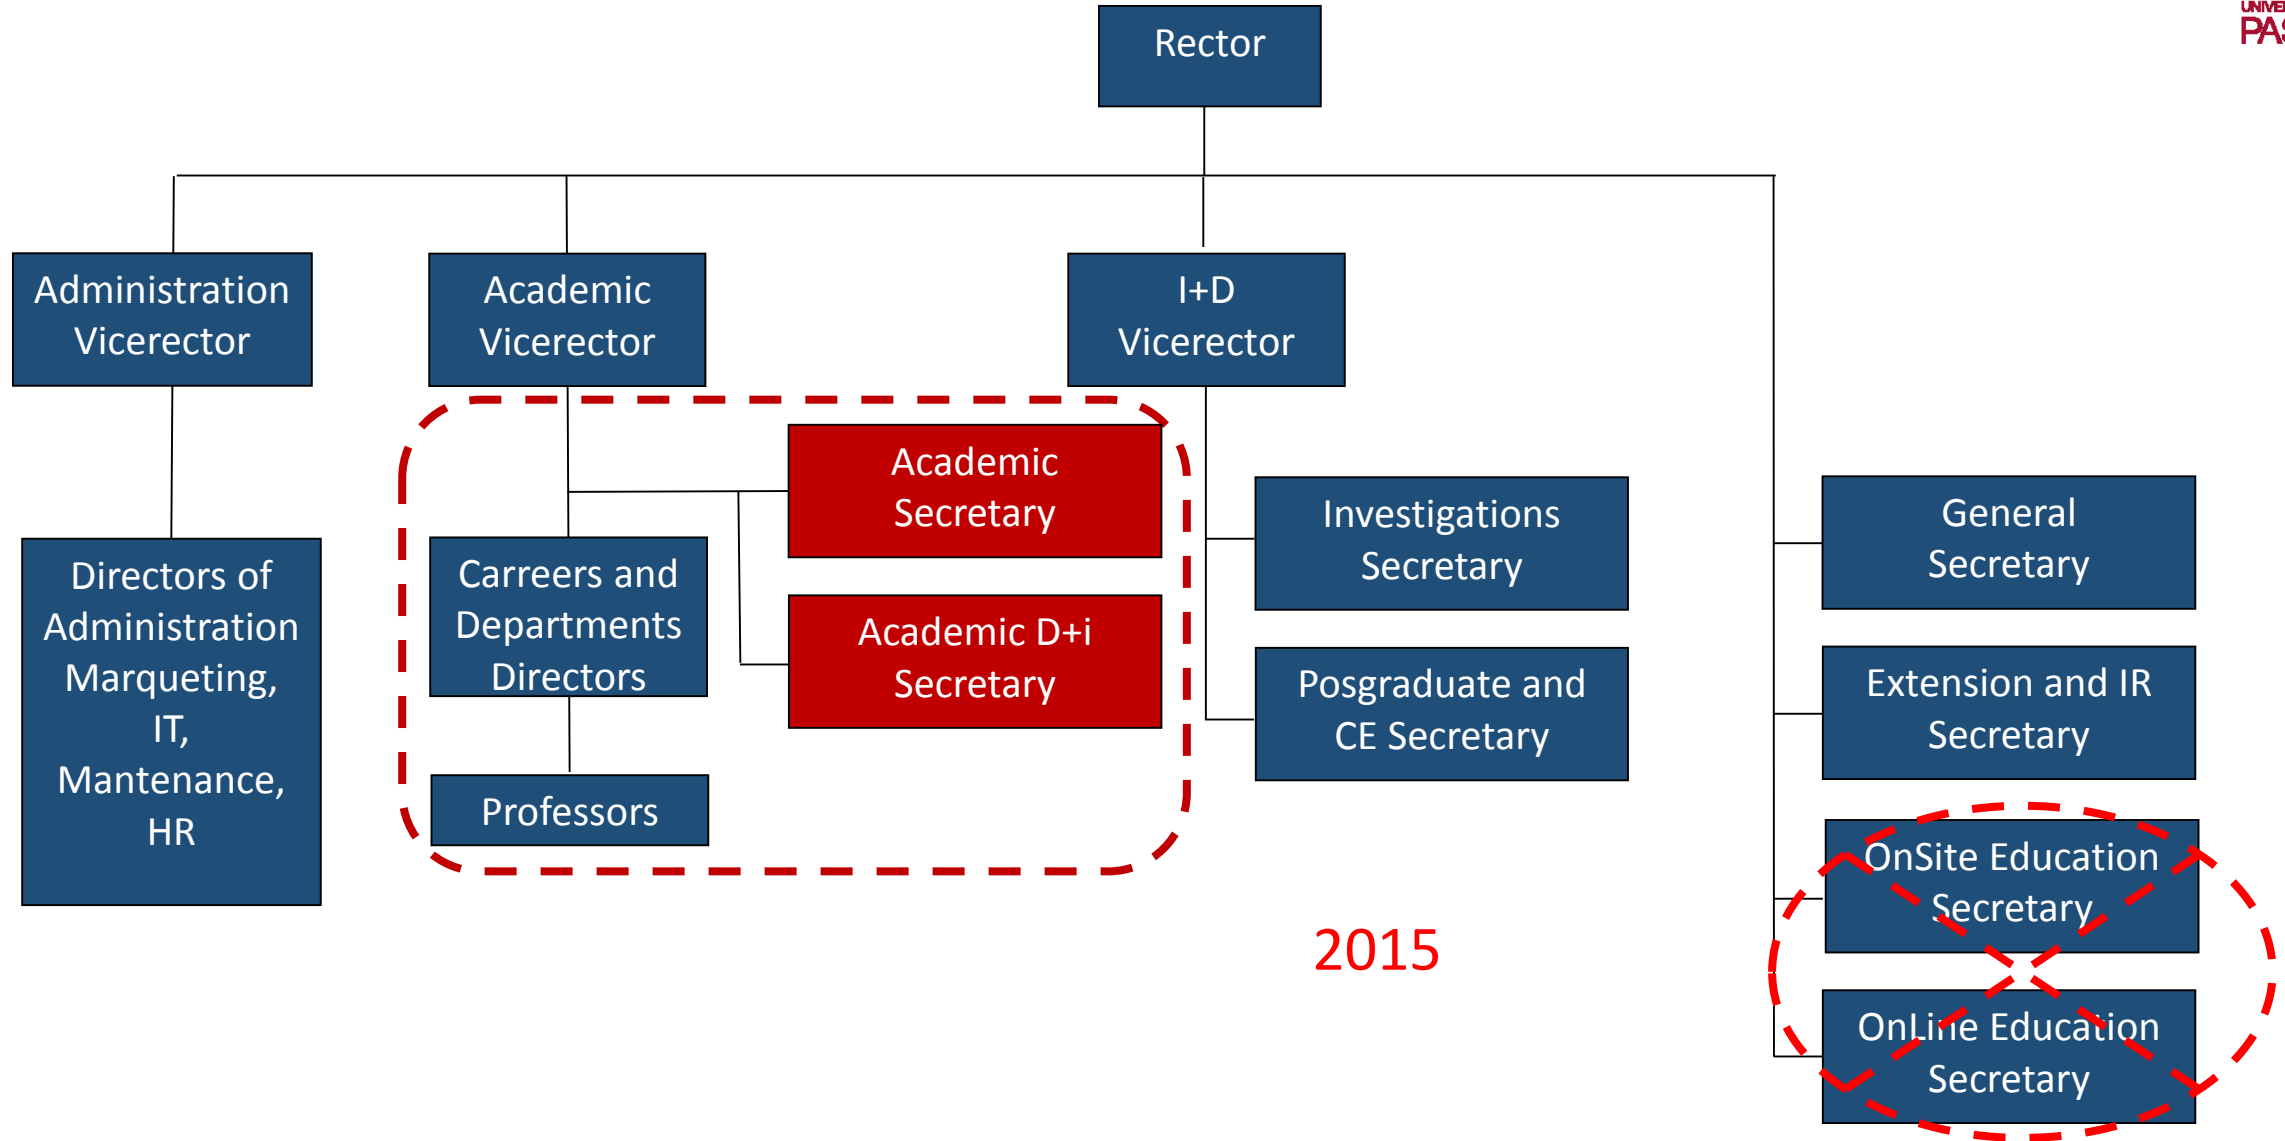 Rector
Administration
Vicerector
Academic
Vicerector
I+D
Vicerector
Directors of
Administration
Marqueting,
IT,
Mantenance,
HR
Carreers and
Departments
Directors
Professors
Academic
Secretary
Academic D+i
Secretary
Investigations
Secretary
Posgraduate and
CE Secretary
General
Secretary
Extension and IR
Secretary
OnSite Education
Secretary
OnLine Education
Secretary
2015